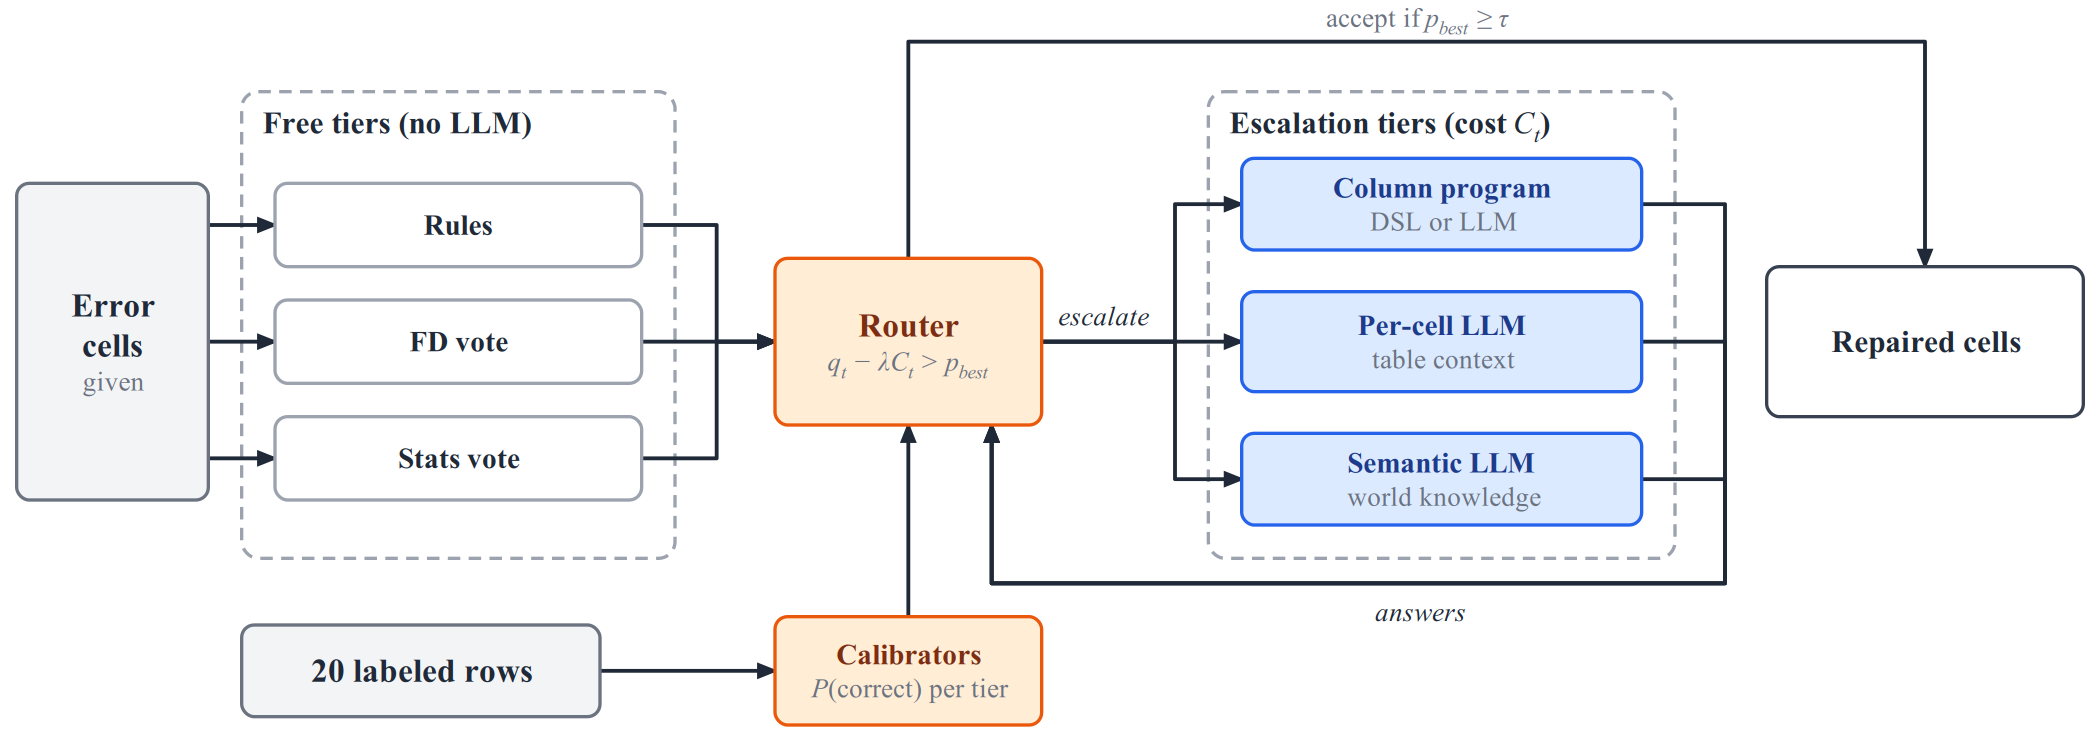 accept if p_best ≥ τ
Free tiers (no LLM)
Escalation tiers (cost C_t)
Error
cells
given
Rules
FD vote
Stats vote
Router
q_t − λC_t > p_best
escalate
Column program
DSL or LLM
Per-cell LLM
table context
Semantic LLM
world knowledge
Repaired cells
answers
20 labeled rows
Calibrators
P(correct) per tier